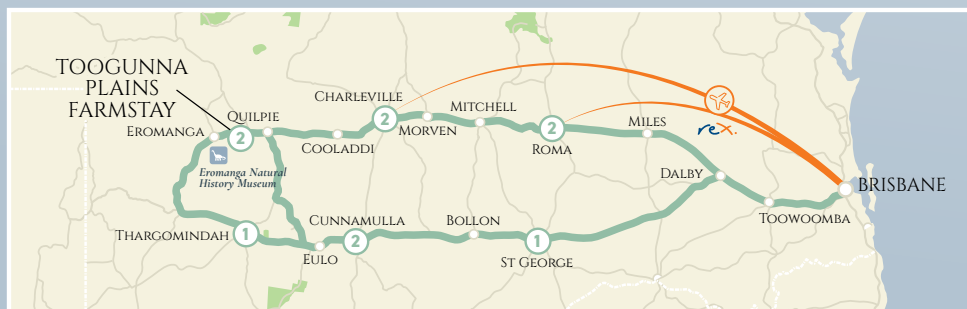 TOOGUNNA
PLAINS
FARMSTAY
CHARLEVILLE
MITCHELL
QUILPIE
EROMANGA
2
2
MORVEN
COOLADDI
2
ROMA
MILES
rex.
Eromanga Natural
History Museum
DALBY
BRISBANE
TOOWOOMBA
THARGOMINDAH
1
CUNNAMULLA
2
EULO
BOLLON
1
ST GEORGE